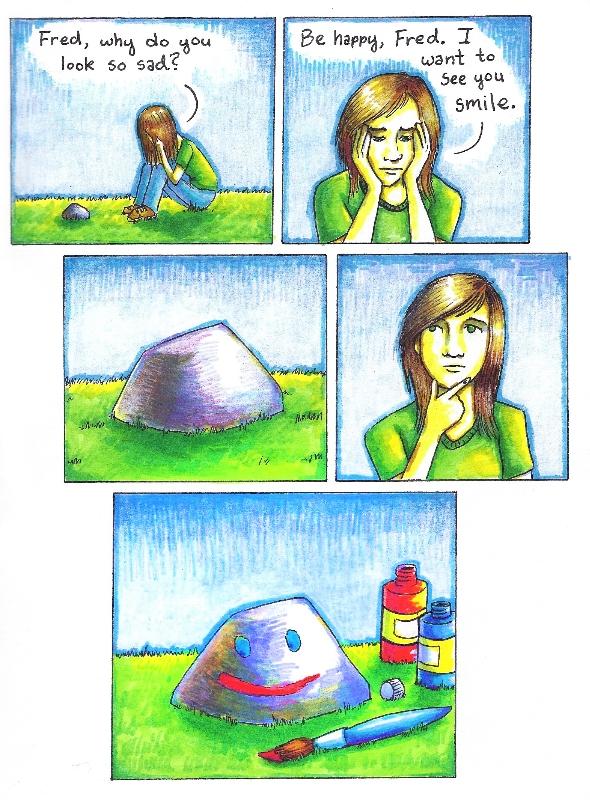 Fred, why do you
look so sad?
Be happy, Fred. I
want to
see you
smile.